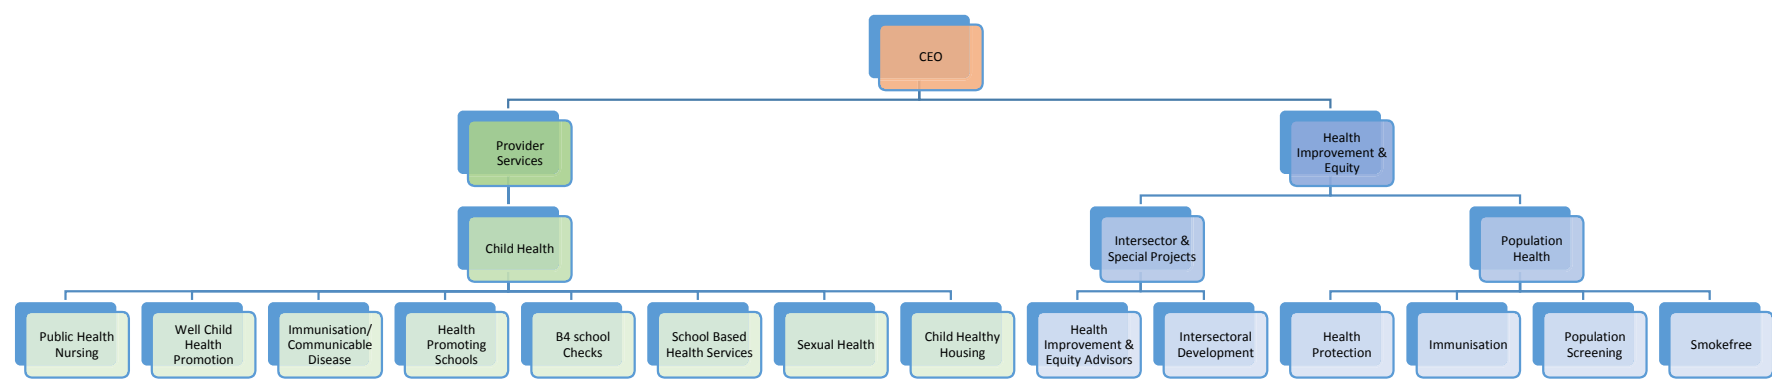 CEO
Provider
Services
Health
Improvement &
Equity
Child Health
Intersector &
Special Projects
Population
Health
Public Health
Nursing
Well Child
Health
Promotion
Immunisation/
Communicable
Disease
Health
Promoting
Schools
B4 school
Checks
School Based
Health Services
Sexual Health
Child Healthy
Housing
Health
Improvement &
Equity Advisors
Intersectoral
Development
Health
Protection
Immunisation
Population
Screening
Smokefree